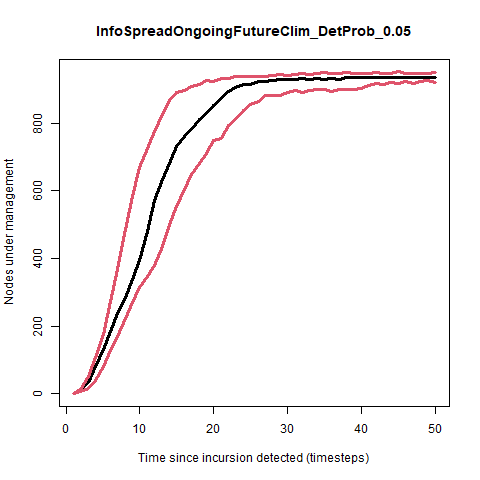 InfoSpreadOngoingFutureClim_DetProb_0.05
Nodes under management
800
600
400
200
0
0 10 20 30 40 50
Time since incursion detected (timesteps)